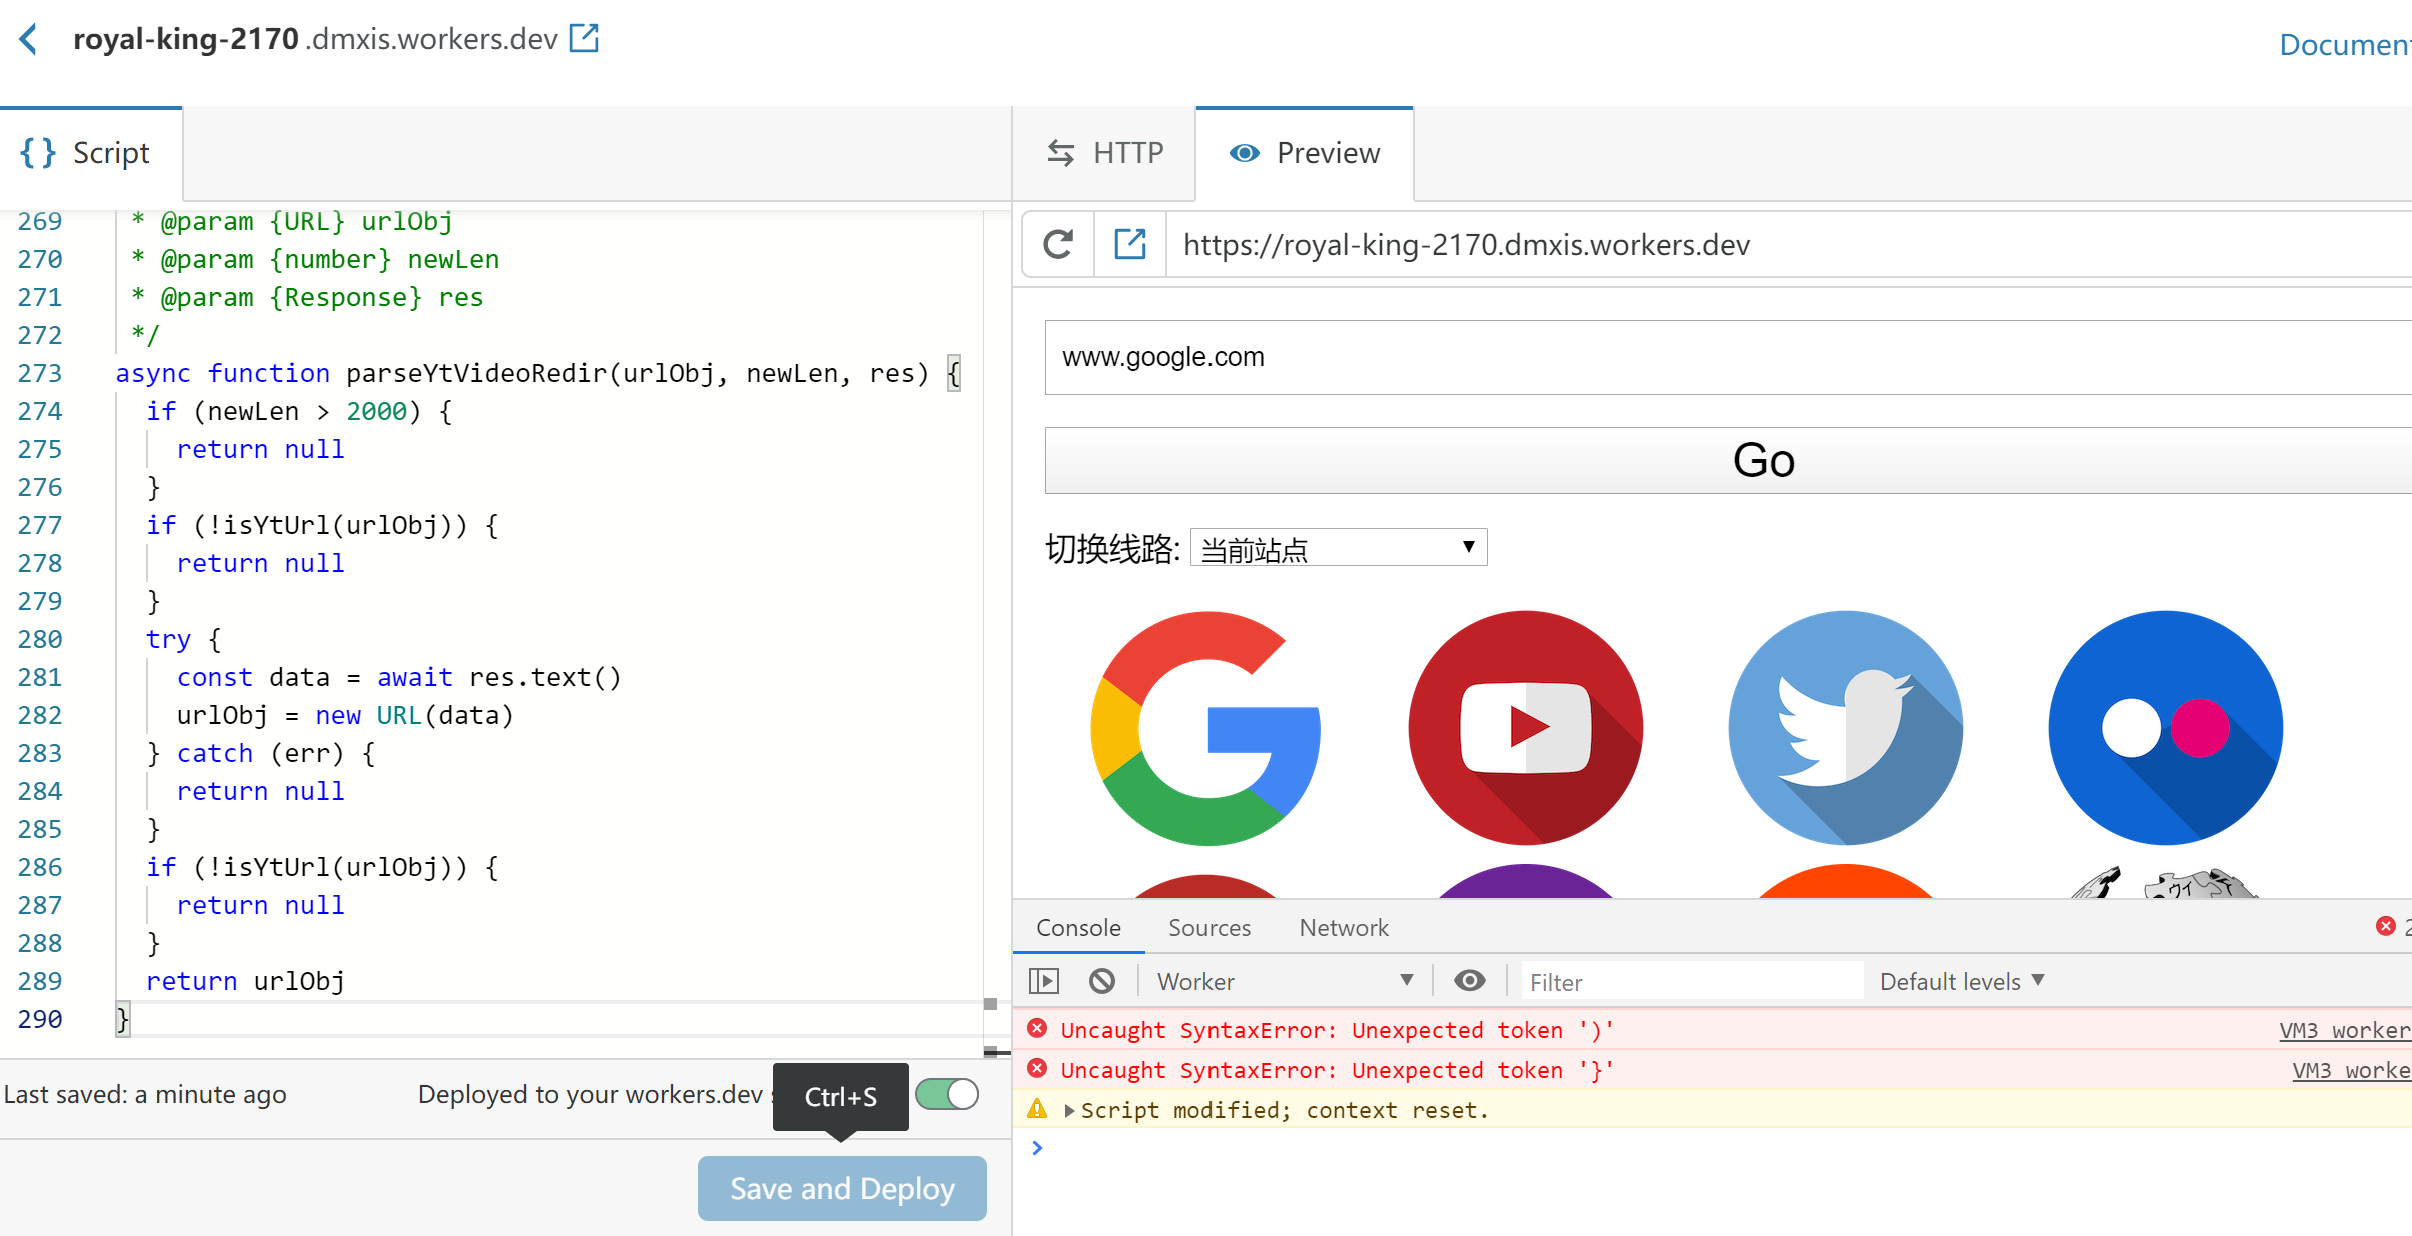 royal-king-2170 .dmxis.workers.dev
Document
{} Script
HTTP
Preview
https://royal-king-2170.dmxis.workers.dev
269 * @param {URL} urlObj
270 * @param {number} newLen
271 * @param {Response} res
272 */
273 async function parseYtVideoRedir(urlObj, newLen, res) {
274 if (newLen > 2000) {
275 return null
276 }
277 if (!isYtUrl(urlObj)) {
278 return null
279 }
280 try {
281 const data = await res.text()
282 urlObj = new URL(data)
283 } catch (err) {
284 return null
285 }
286 if (!isYtUrl(urlObj)) {
287 return null
288 }
289 return urlObj
290 }
Last saved: a minute ago
Deployed to your workers.dev s
Ctrl+S
Save and Deploy
www.google.com
Go
切换线路: 当前站点
ウィ
Console Sources Network
2
Worker
Filter
Default levels
Uncaught SyntaxError: Unexpected token ')' VM3 worker
Uncaught SyntaxError: Unexpected token '}' VM3 worke
Script modified; context reset.